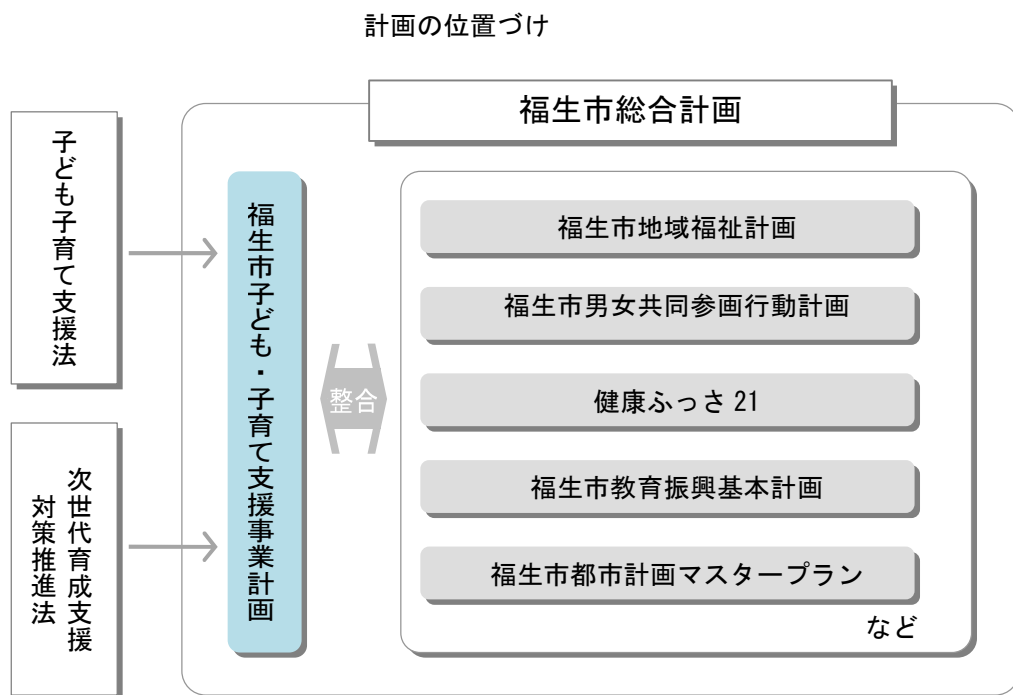 計画の位置づけ
福生市総合計画
子ども子育て支援法
次世代育成支援
対策推進法
福生市子ども・子育て支援事業計画
整合
福生市地域福祉計画
福生市男女共同参画行動計画
健康ふっさ 21
福生市教育振興基本計画
福生市都市計画マスタープラン
など